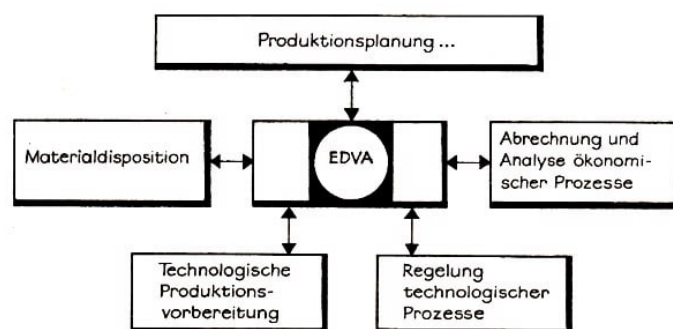 Produktionsplanung ...
Materialdisposition
EDVA
Abrechnung und
Analyse ökonomi-
scher Prozesse
Technologische
Produktions-
vorbereitung
Regelung
technologischer
Prozesse